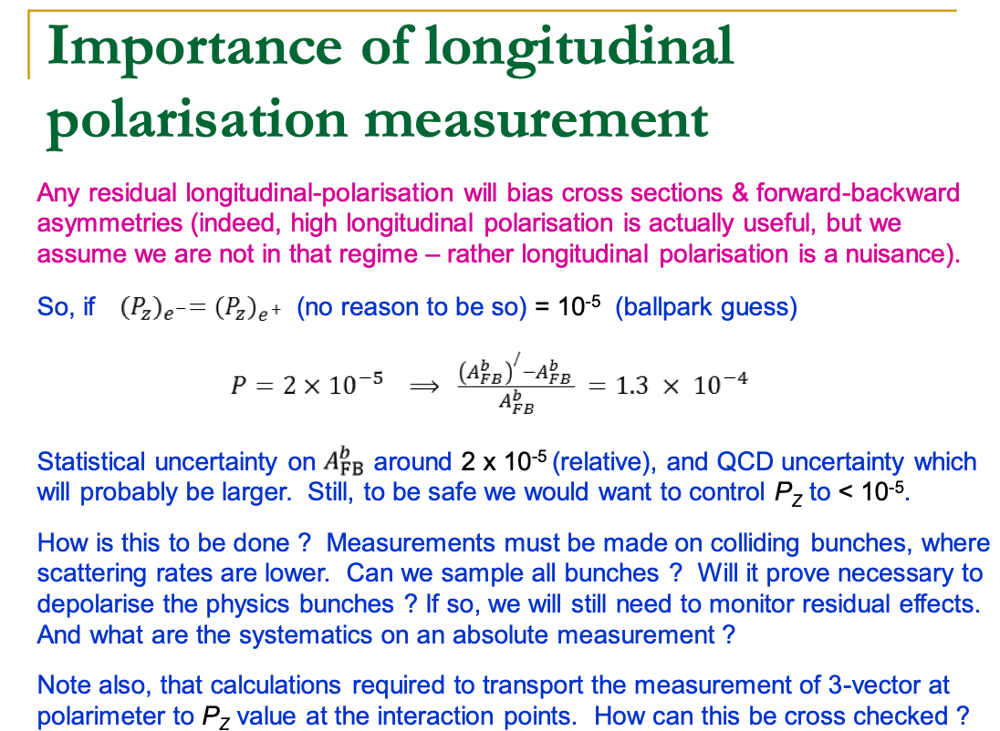 Importance of longitudinal
polarisation measurement
Any residual longitudinal-polarisation will bias cross sections & forward-backward
asymmetries (indeed, high longitudinal polarisation is actually useful, but we
assume we are not in that regime – rather longitudinal polarisation is a nuisance).
So, if (P_z)_{e^-} = (P_z)_{e^+} (no reason to be so) = 10^{-5} (ballpark guess)
P = 2 × 10^{-5} ⟹ \frac{(A_{FB}^b)^/ − A_{FB}^b}{A_{FB}^b} = 1.3 × 10^{-4}
Statistical uncertainty on A_{FB}^b around 2 x 10^{-5} (relative), and QCD uncertainty which
will probably be larger. Still, to be safe we would want to control P_Z to < 10^{-5}.
How is this to be done ? Measurements must be made on colliding bunches, where
scattering rates are lower. Can we sample all bunches ? Will it prove necessary to
depolarise the physics bunches ? If so, we will still need to monitor residual effects.
And what are the systematics on an absolute measurement ?
Note also, that calculations required to transport the measurement of 3-vector at
polarimeter to P_Z value at the interaction points. How can this be cross checked ?